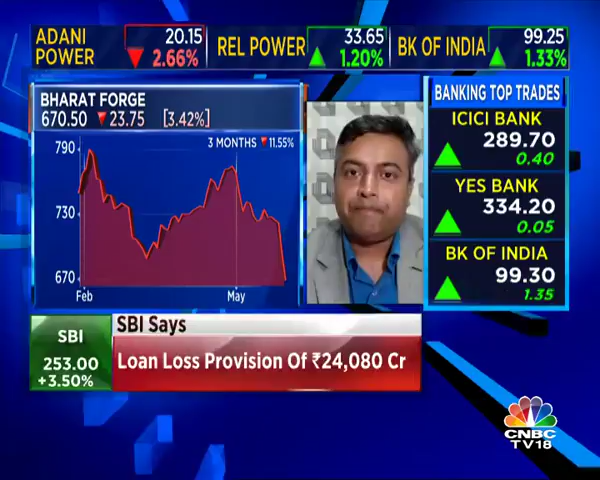 ADANI POWER
20.15
2.66%
REL POWER
33.65
1.20%
BK OF INDIA
99.25
1.33%
BHARAT FORGE
670.50 ▼23.75 [3.42%]
3 MONTHS ▼11.55%
790
730
670
Feb May
BANKING TOP TRADES
ICICI BANK
289.70
0.40
YES BANK
334.20
0.05
BK OF INDIA
99.30
1.35
SBI
253.00
+3.50%
SBI Says
Loan Loss Provision Of ₹24,080 Cr
CNBC
TV18